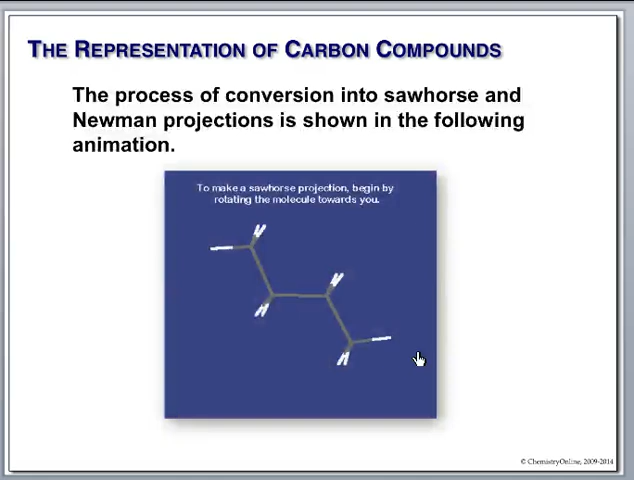 THE REPRESENTATION OF CARBON COMPOUNDS
The process of conversion into sawhorse and
Newman projections is shown in the following
animation.
To make a sawhorse projection, begin by
rotating the molecule towards you.
© ChemistryOnline, 2009-2014